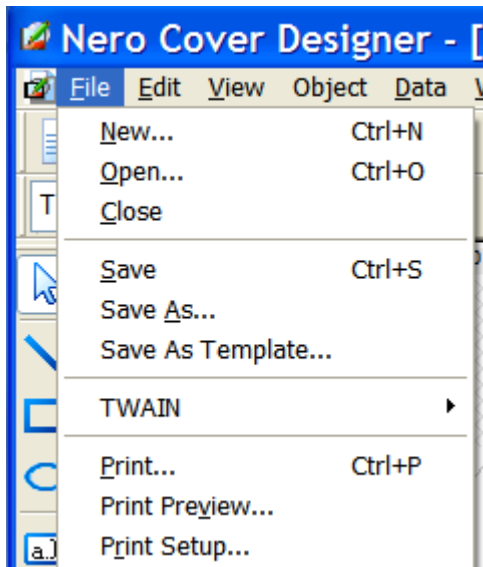 Nero Cover Designer - [
File Edit View Object Data
New... Ctrl+N
Open... Ctrl+O
T
Close
Save Ctrl+S
Save As...
Save As Template...
TWAIN
Print... Ctrl+P
Print Preview...
Print Setup...
a